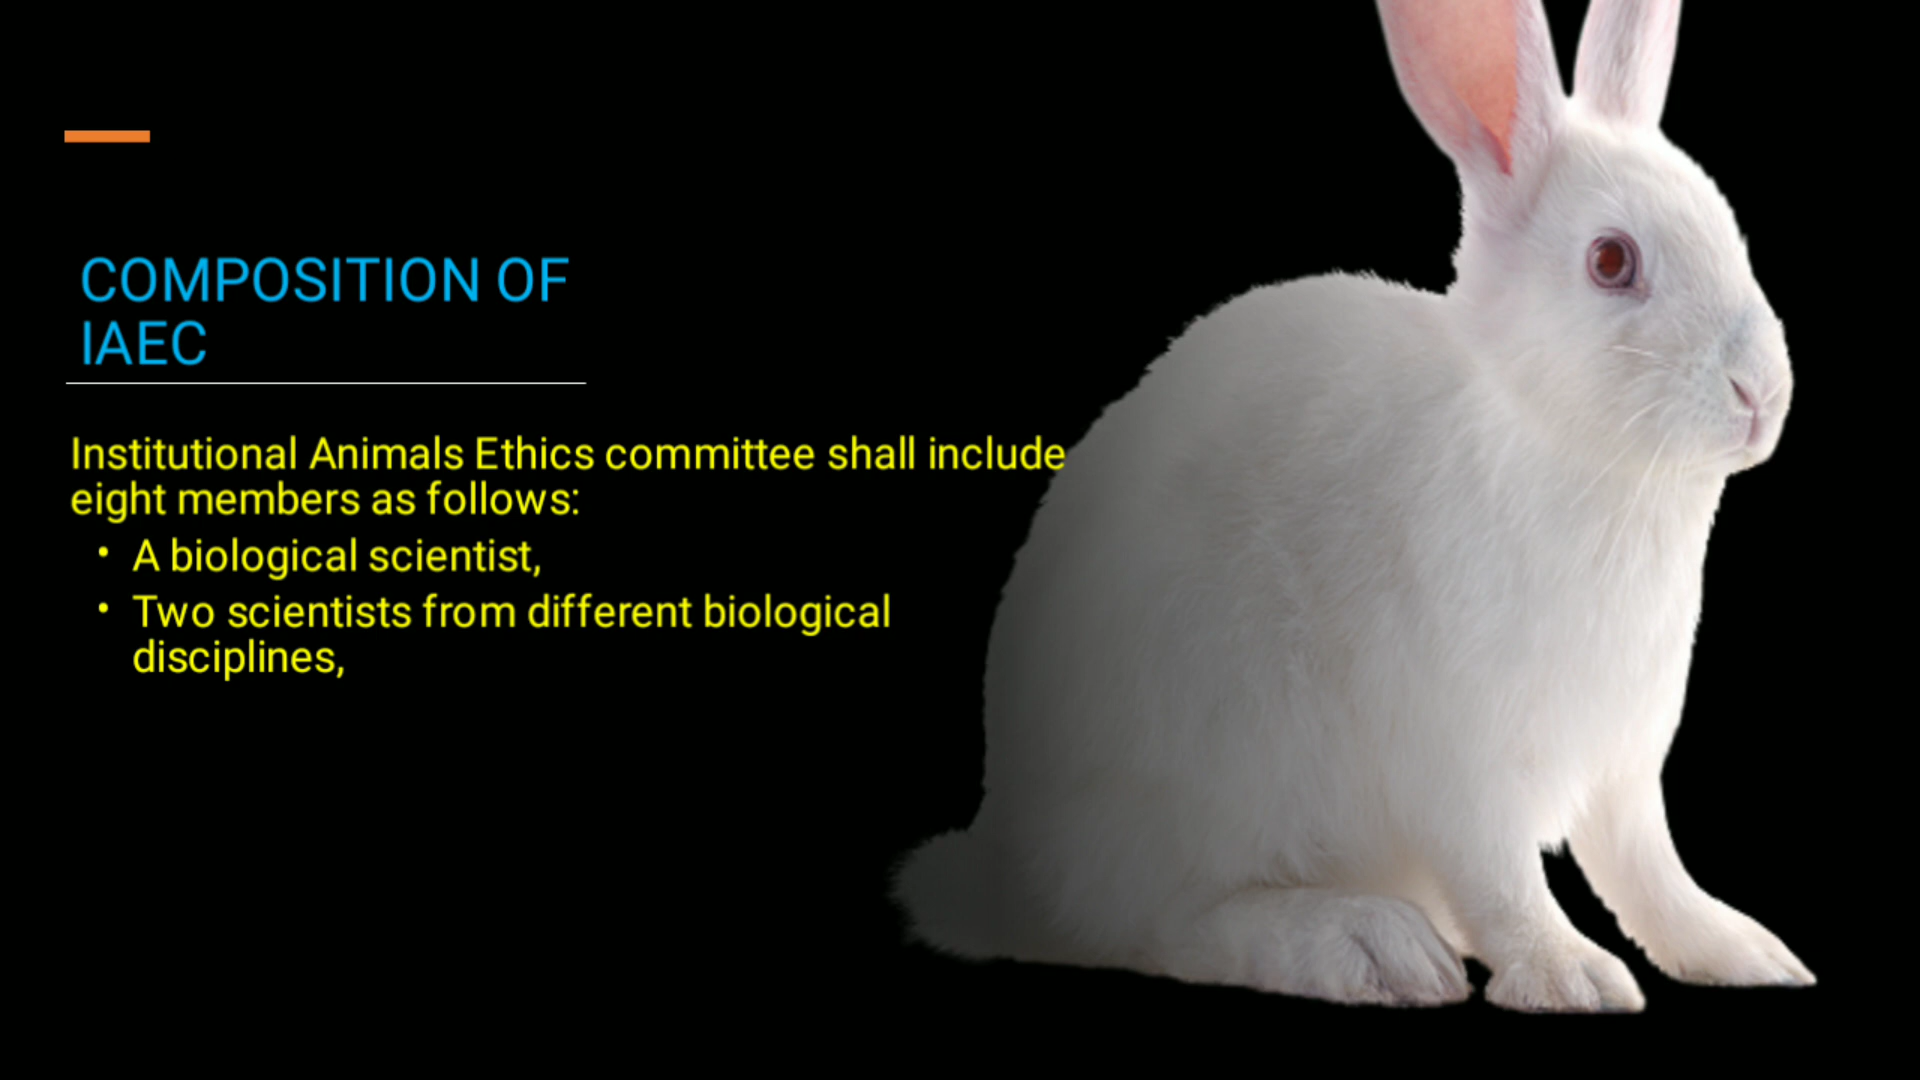 COMPOSITION OF
IAEC
Institutional Animals Ethics committee shall include
eight members as follows:
• A biological scientist,
• Two scientists from different biological
disciplines,